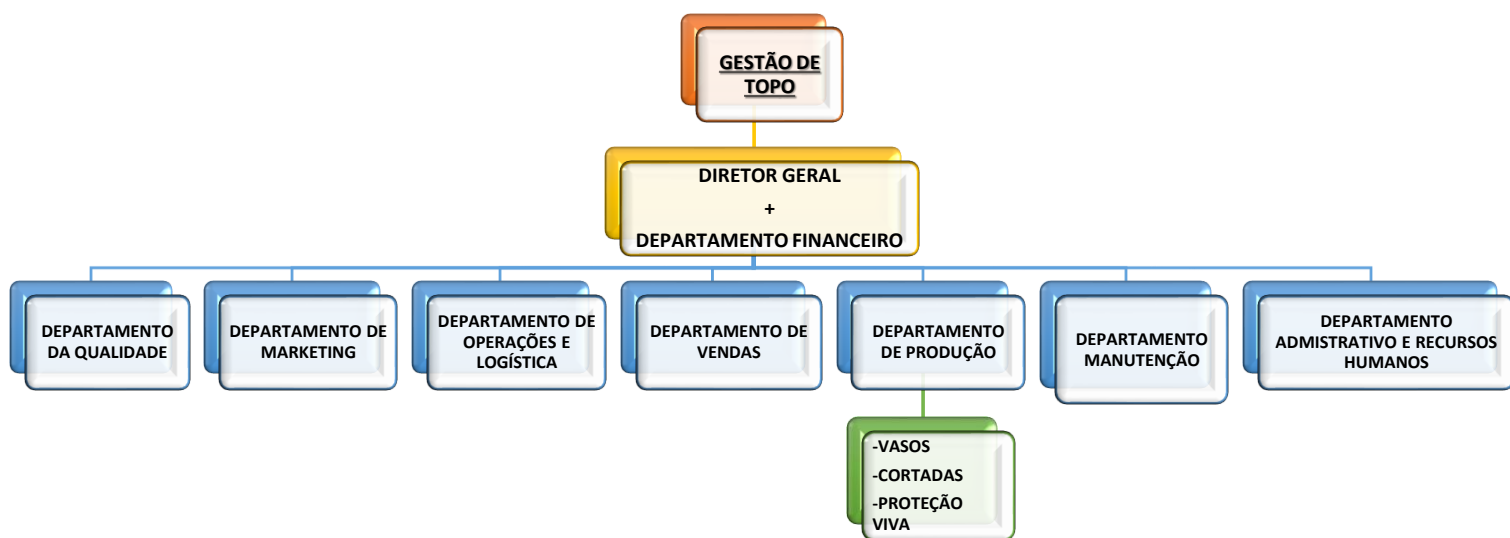 GESTÃO DE
TOPO
DIRETOR GERAL
+
DEPARTAMENTO FINANCEIRO
DEPARTAMENTO
DA QUALIDADE
DEPARTAMENTO DE
MARKETING
DEPARTAMENTO DE
OPERAÇÕES E
LOGÍSTICA
DEPARTAMENTO DE
VENDAS
DEPARTAMENTO
DE PRODUÇÃO
DEPARTAMENTO
MANUTENÇÃO
DEPARTAMENTO
ADMISTRATIVO E RECURSOS
HUMANOS
-VASOS
-CORTADAS
-PROTEÇÃO
VIVA